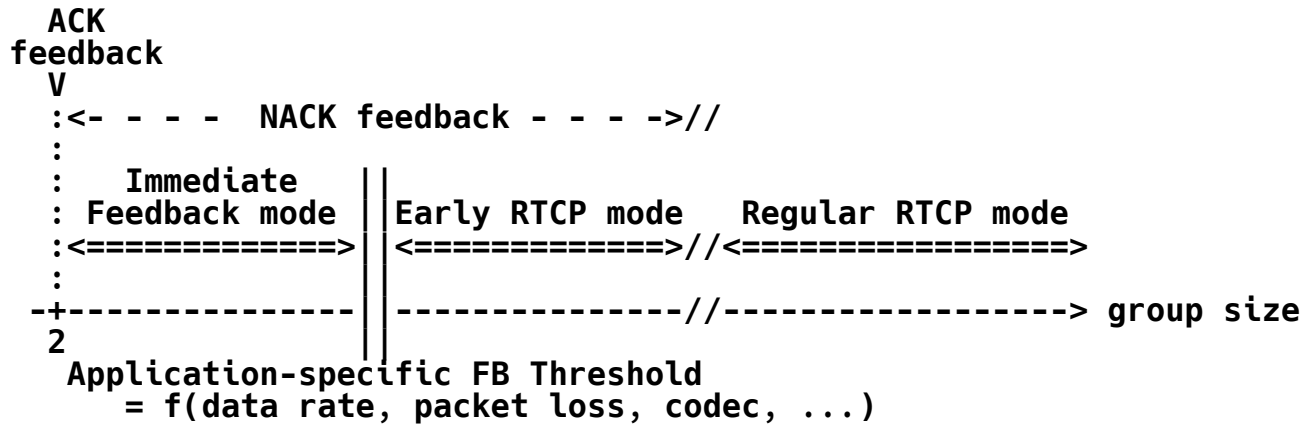 ACK
feedback
  V
  :<- - - -  NACK feedback - - - ->//
  :
  :   Immediate   ||
  : Feedback mode ||Early RTCP mode   Regular RTCP mode
  :<=============>||<=============>//<=================>
  :               ||
 -+---------------||---------------//------------------> group size
  2               ||
   Application-specific FB Threshold
      = f(data rate, packet loss, codec, ...)